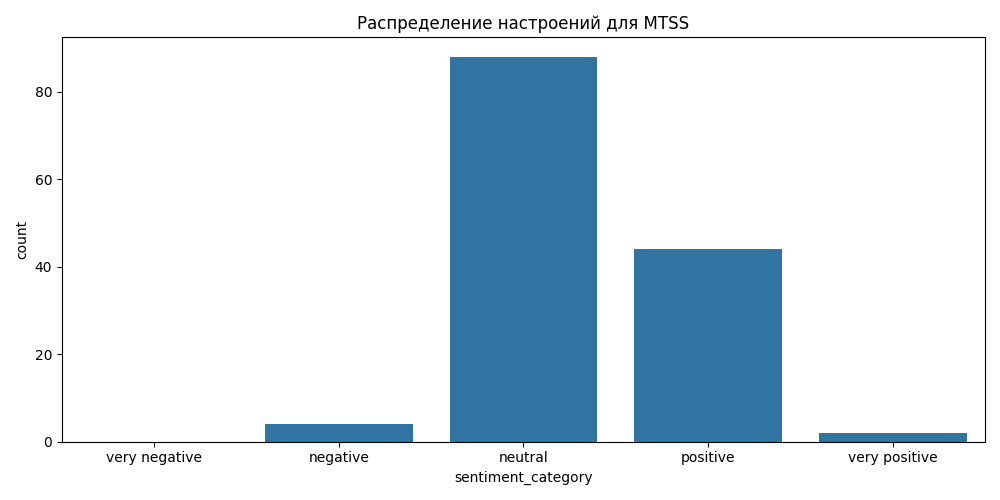 Распределение настроений для MTSS
count
80
60
40
20
0
very negative
negative
neutral
positive
very positive
sentiment_category